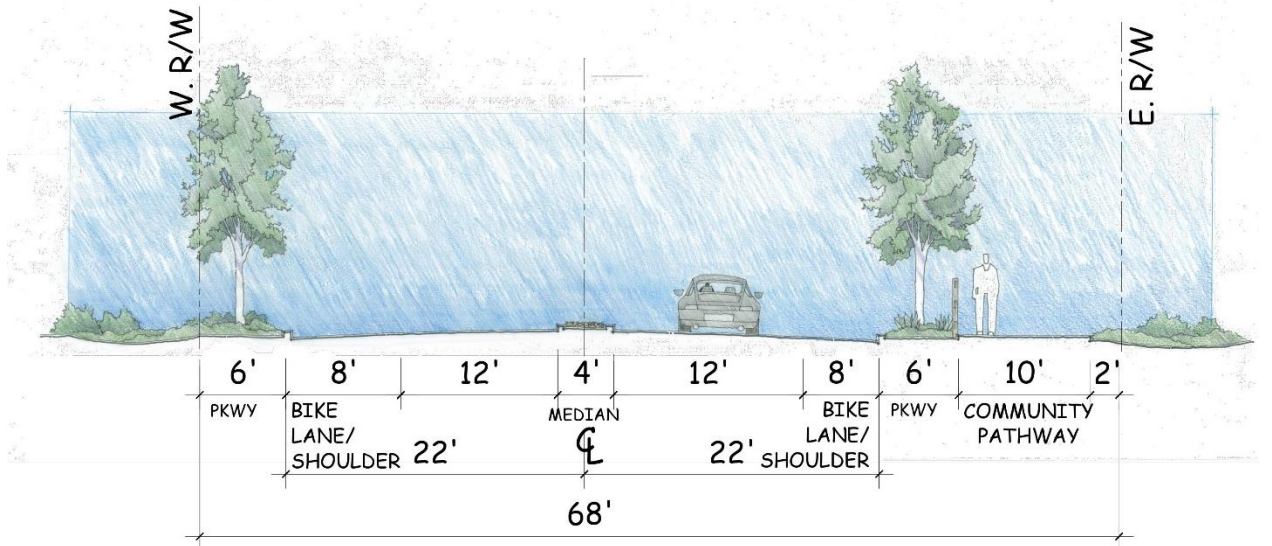 W. R/W
E. R/W
6' 8' 12' 4' 12' 8' 6' 10' 2'
PKWY BIKE MEDIAN BIKE PKWY COMMUNITY
LANE/ LANE/ PATHWAY
SHOULDER 22' ℄ 22' SHOULDER
68'